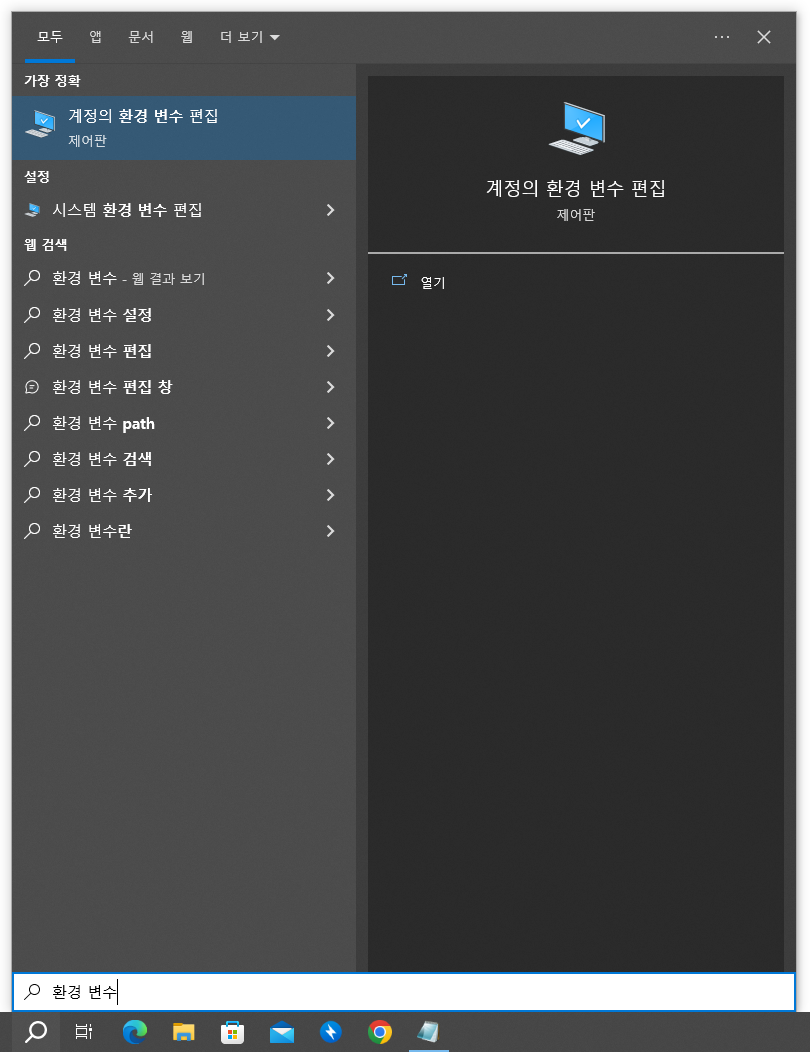 모두 앱 문서 웹 더 보기
가장 정확
계정의 환경 변수 편집
제어판
설정
시스템 환경 변수 편집
웹 검색
환경 변수 - 웹 결과 보기
환경 변수 설정
환경 변수 편집
환경 변수 편집 창
환경 변수 path
환경 변수 검색
환경 변수 추가
환경 변수란
계정의 환경 변수 편집
제어판
열기
환경 변수